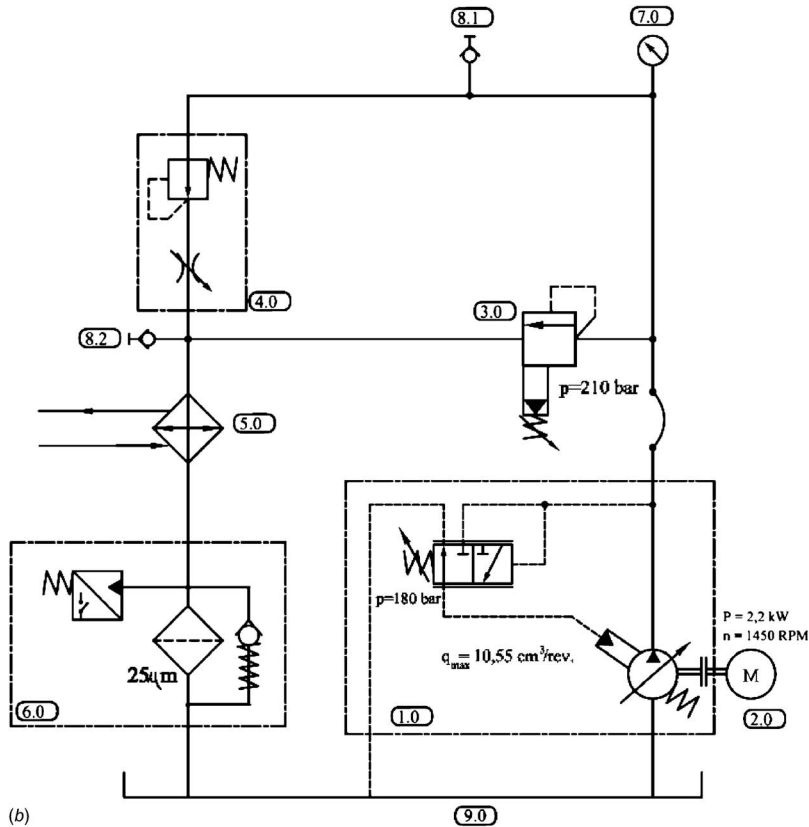 8.1
7.0
4.0
3.0
8.2
p=210 bar
5.0
p=180 bar
P = 2,2 kW
n = 1450 RPM
q max = 10,55 cm³/rev.
M
25μm
6.0
1.0
2.0
9.0
(b)